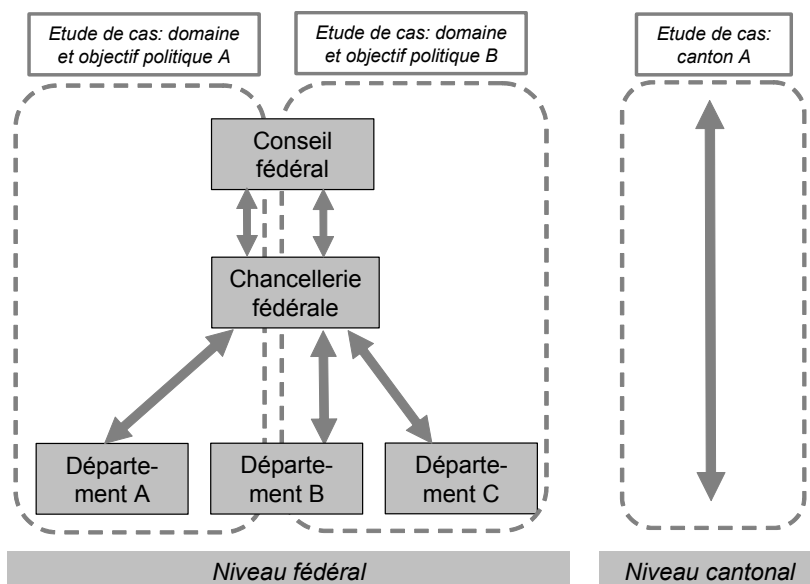 Etude de cas: domaine
et objectif politique A
Etude de cas: domaine
et objectif politique B
Etude de cas:
canton A
Conseil
fédéral
Chancellerie
fédérale
Départe-
ment A
Départe-
ment B
Départe-
ment C
Niveau fédéral
Niveau cantonal